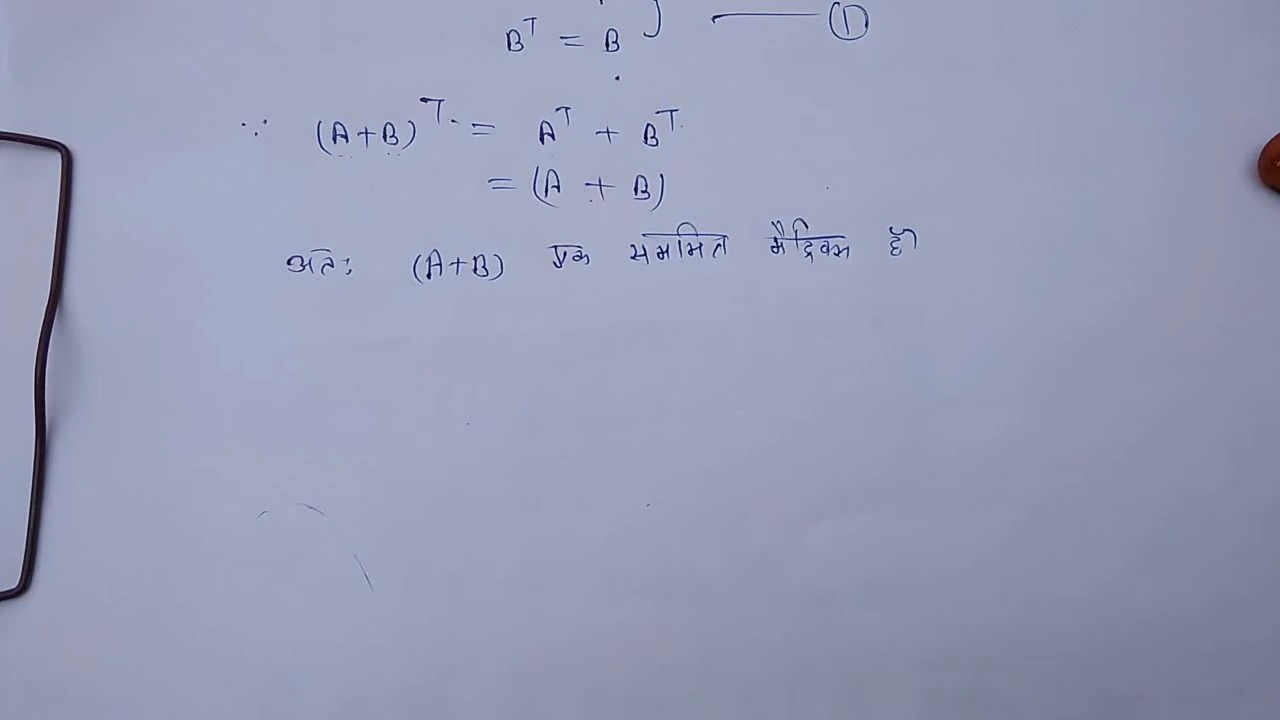 Bᵀ = B } ——— ①
∵ (A+B)ᵀ = Aᵀ + Bᵀ
= (A + B)
अतः (A+B) एक सममित मैट्रिक्स है।